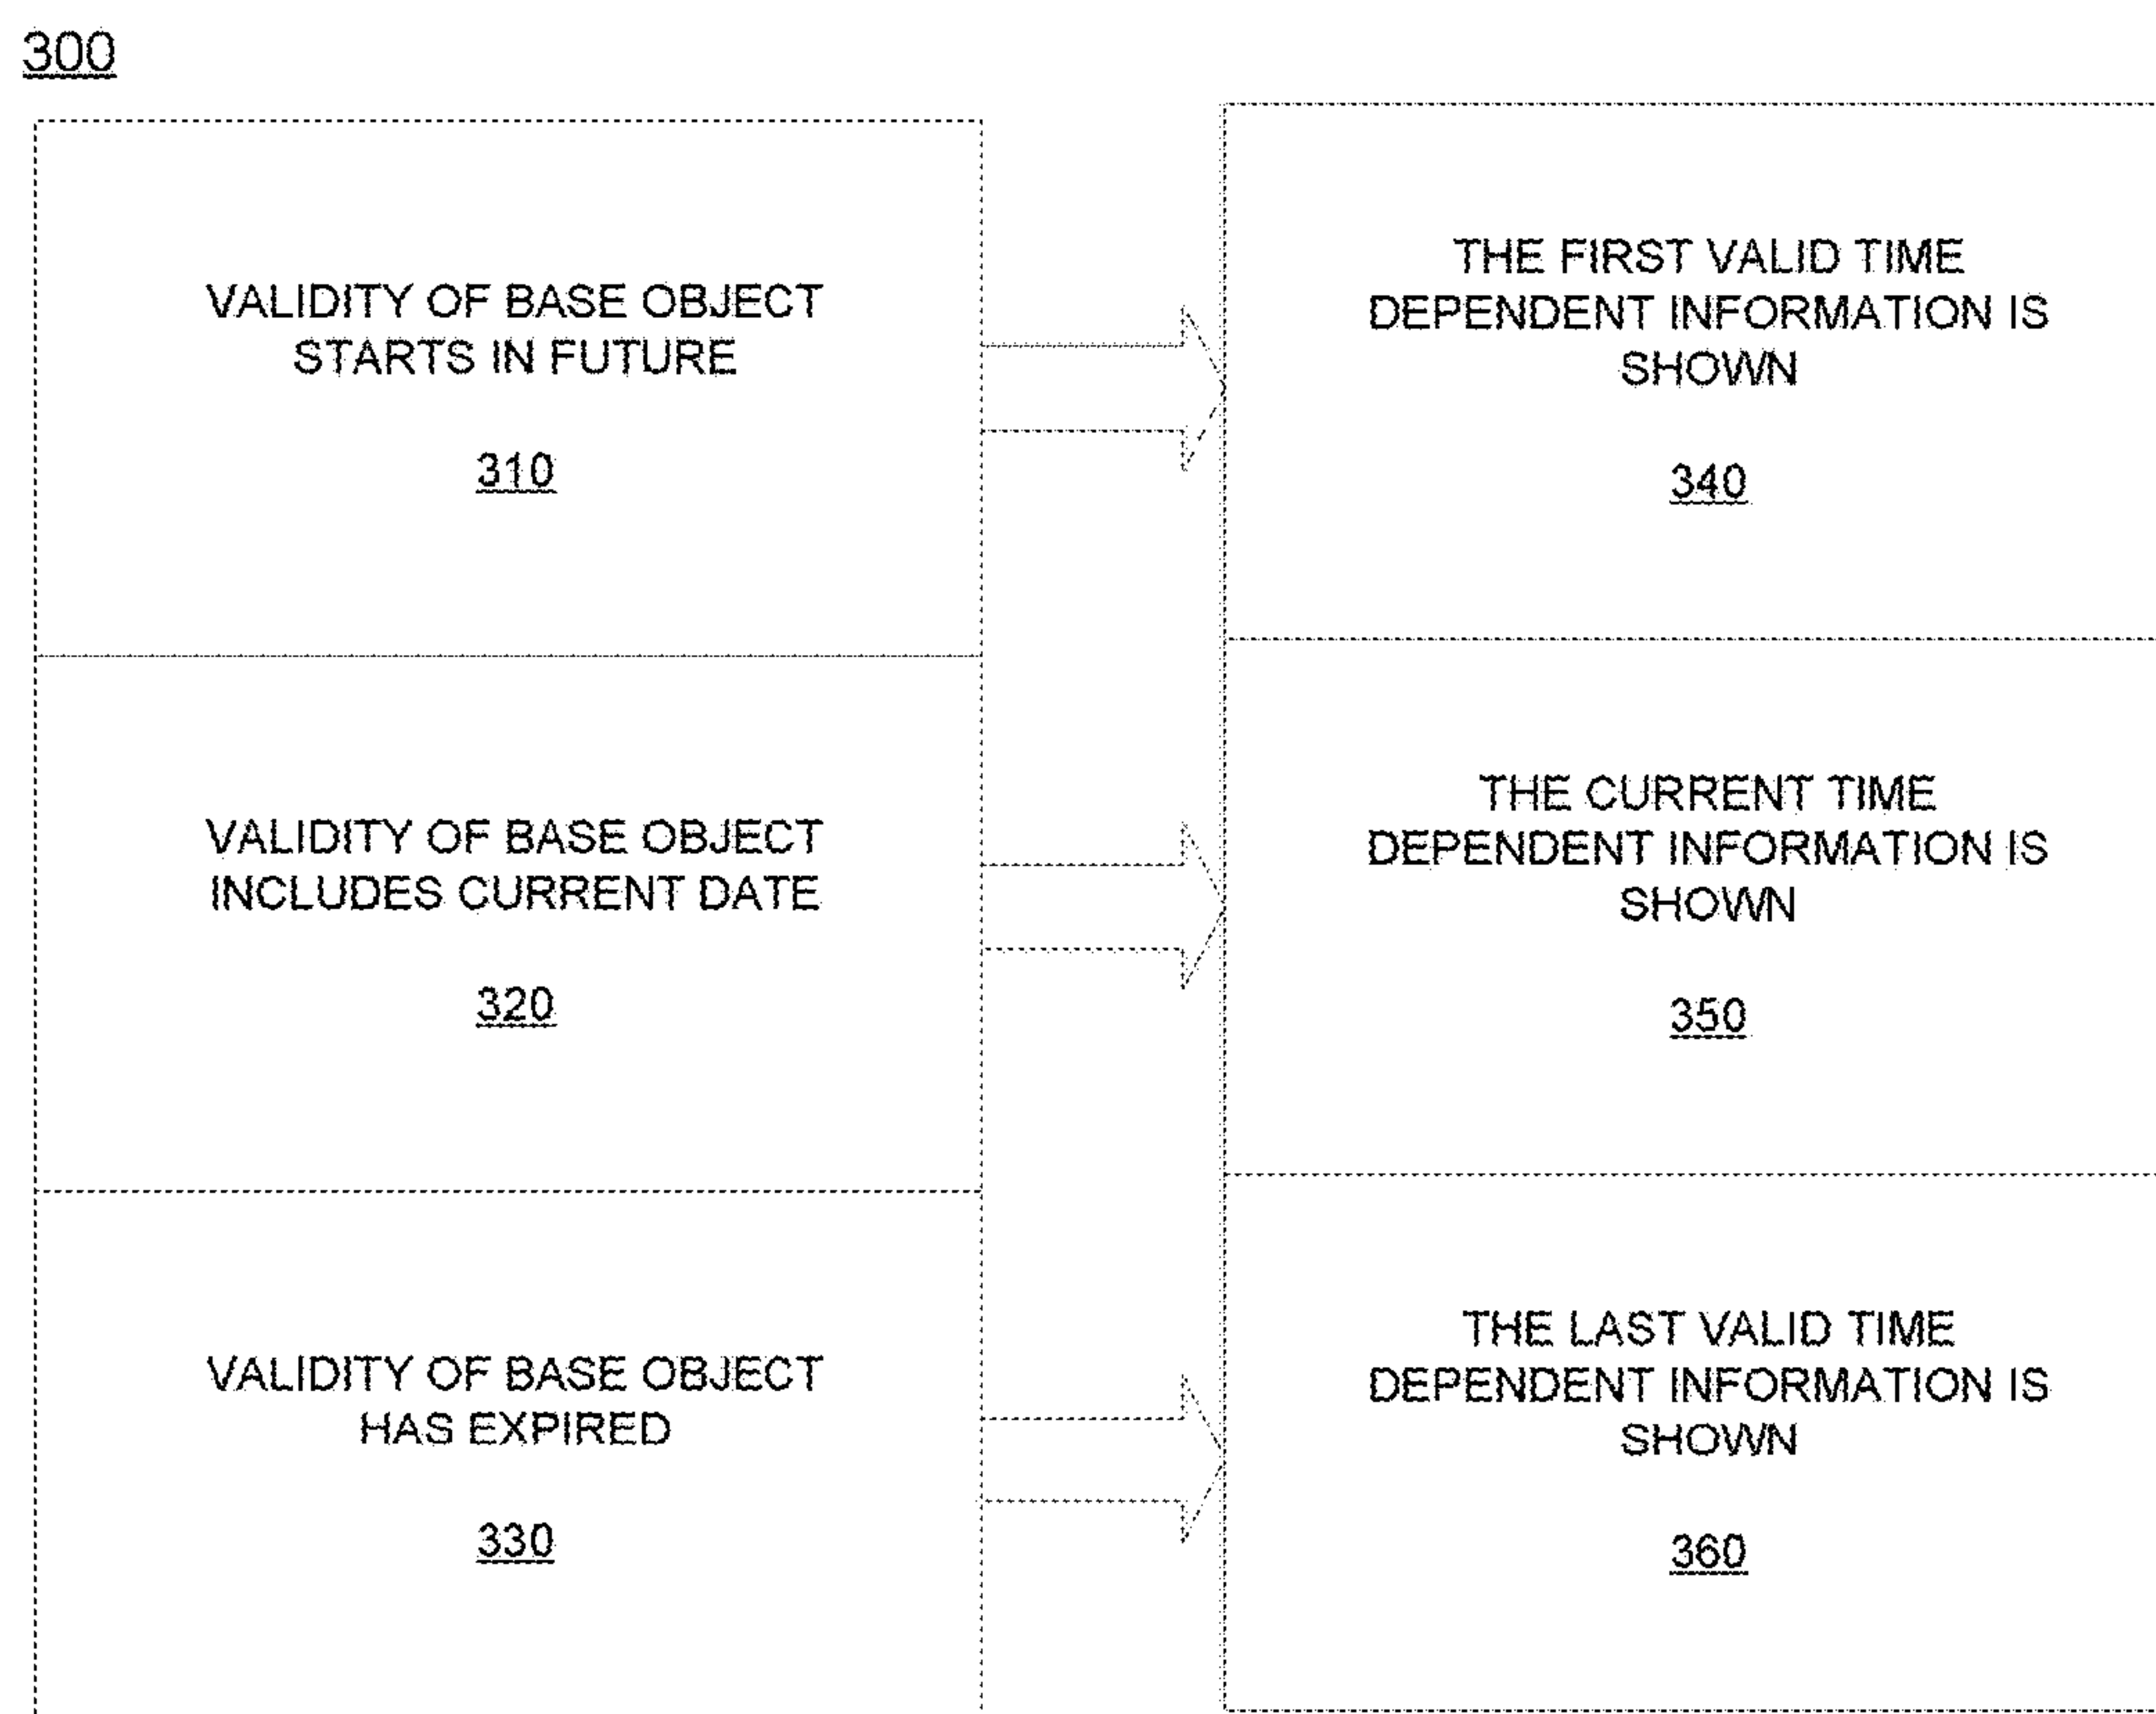 300
VALIDITY OF BASE OBJECT
STARTS IN FUTURE
310
THE FIRST VALID TIME
DEPENDENT INFORMATION IS
SHOWN
340
VALIDITY OF BASE OBJECT
INCLUDES CURRENT DATE
320
THE CURRENT TIME
DEPENDENT INFORMATION IS
SHOWN
350
VALIDITY OF BASE OBJECT
HAS EXPIRED
330
THE LAST VALID TIME
DEPENDENT INFORMATION IS
SHOWN
360